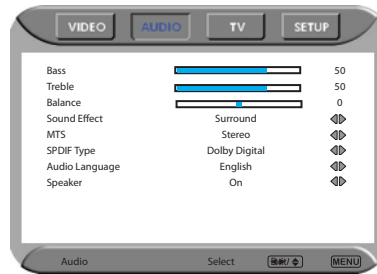 VIDEO AUDIO TV SETUP
Bass 50
Treble 50
Balance 0
Sound Effect Surround
MTS Stereo
SPDIF Type Dolby Digital
Audio Language English
Speaker On
Audio Select MENU